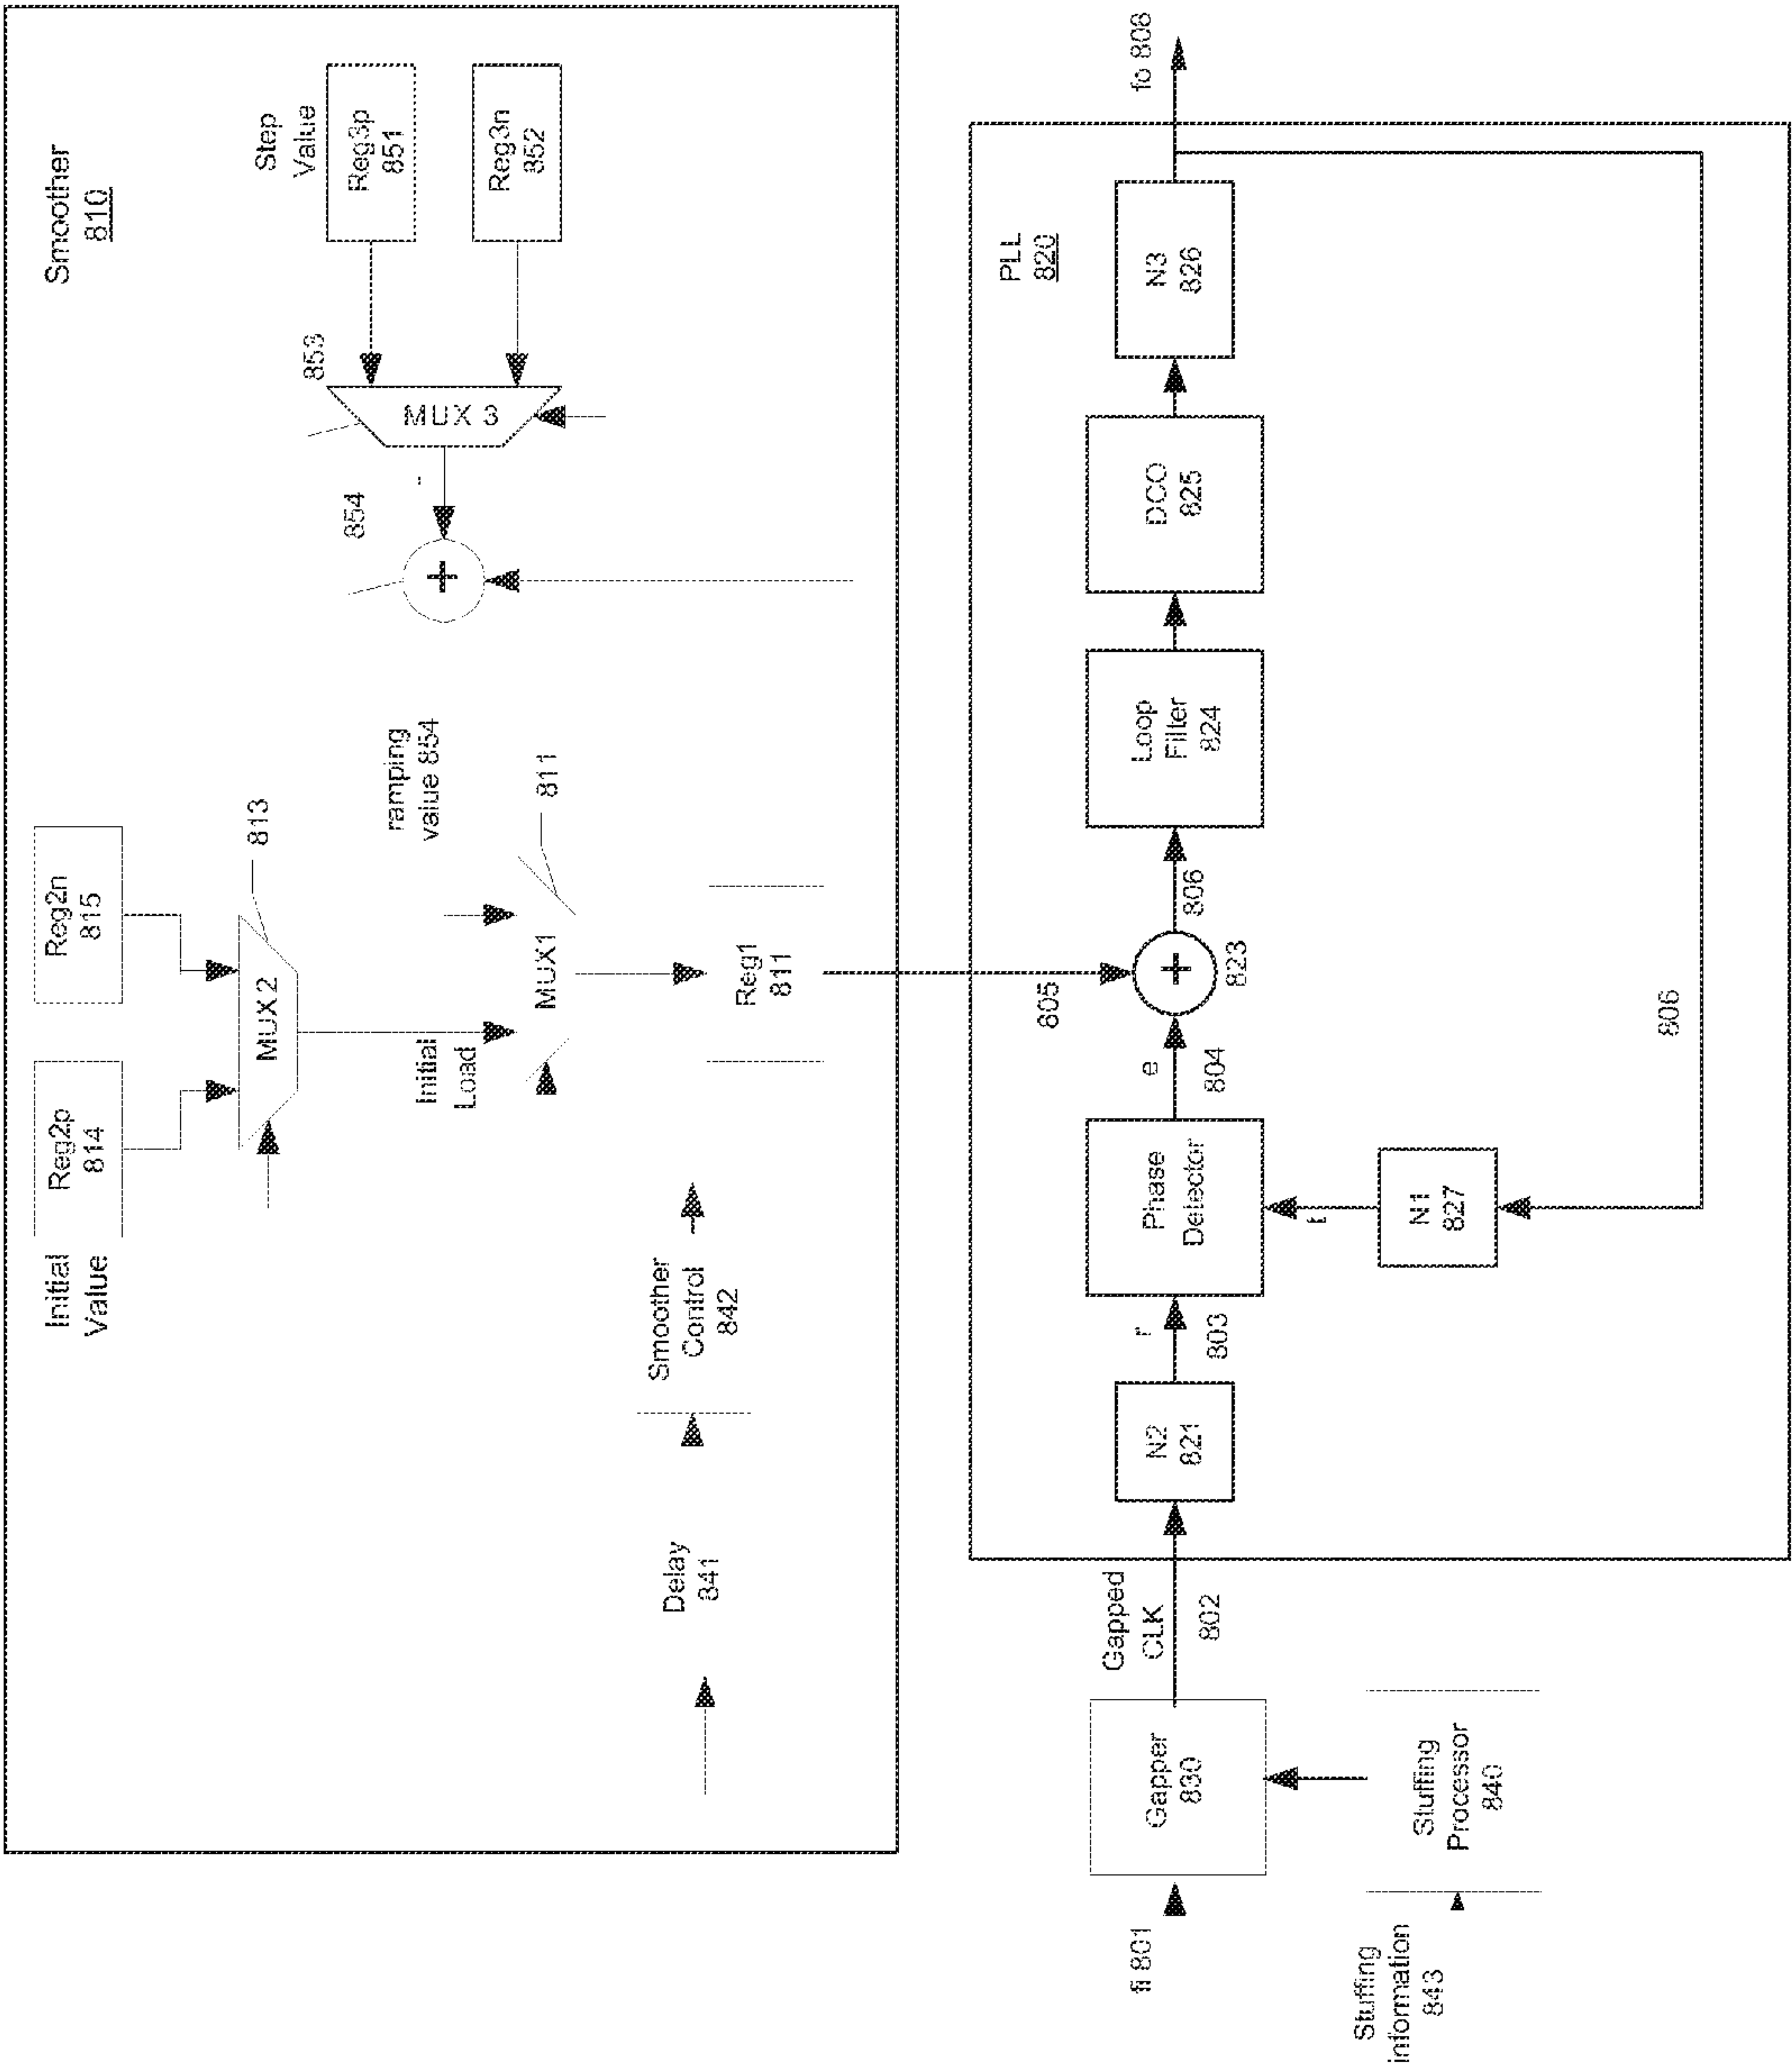 Smoother
810
Initial
Value
Reg2p
814
Reg2n
815
MUX 2
813
Step
Value
Reg3p
851
Reg3n
852
853
MUX 3
-
854
+
ramping
value 854
Initial
Load
MUX1
811
Reg1
811
Delay
841
Smoother
Control
842
PLL
820
fi 801
Gapper
830
Gapped
CLK
802
Stuffing
information
843
Stuffing
Processor
840
N2
821
r
803
Phase
Detector
e
804
805
+
823
806
Loop
Filter
824
DCO
825
N3
826
fo 808
N1
827
806